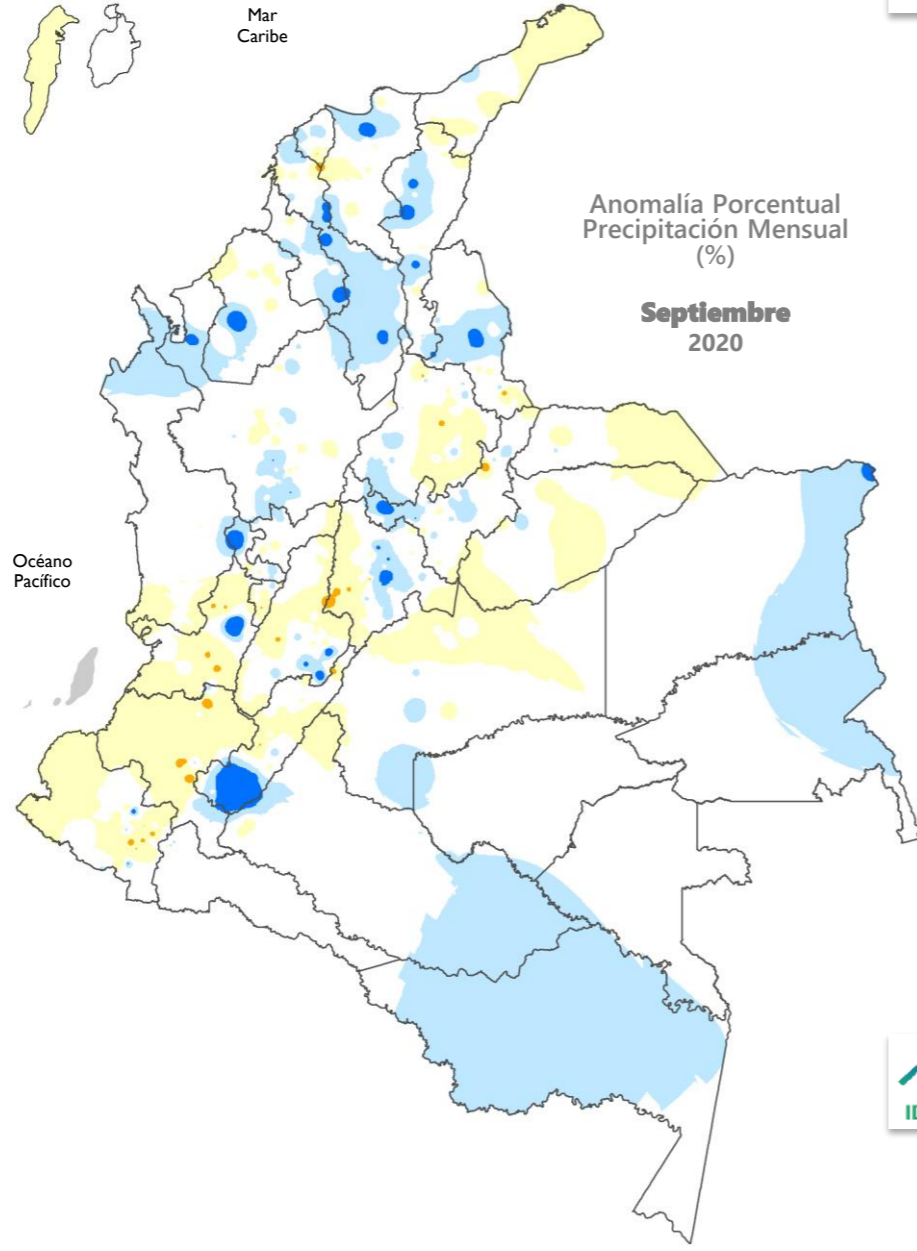 Mar
Caribe
Anomalía Porcentual
Precipitación Mensual
(%)
Septiembre
2020
Océano
Pacífico